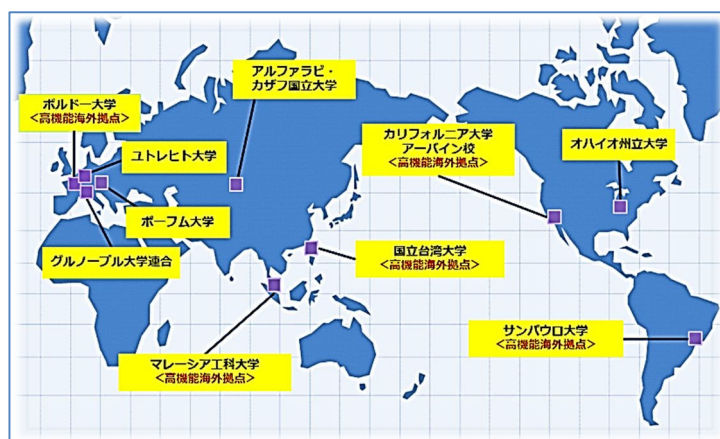 アルファラビ・
カザフ国立大学
ボルドー大学
<高機能海外拠点>
カリフォルニア大学
アーバイン校
<高機能海外拠点>
オハイオ州立大学
ユトレヒト大学
ボーフム大学
グルノーブル大学連合
国立台湾大学
<高機能海外拠点>
サンパウロ大学
<高機能海外拠点>
マレーシア工科大学
<高機能海外拠点>